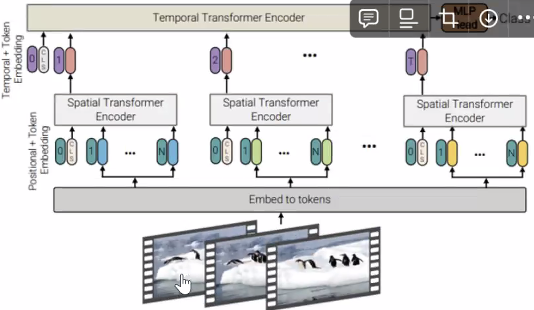 Temporal Transformer Encoder
MLP
Head
Class
Temporal + Token
Embedding
0 CLS 1 2 ... T
Spatial Transformer
Encoder
Spatial Transformer
Encoder
Spatial Transformer
Encoder
...
Positional + Token
Embedding
0 CLS 1 ... N
0 CLS 1 ... N
0 CLS 1 ... N
Embed to tokens